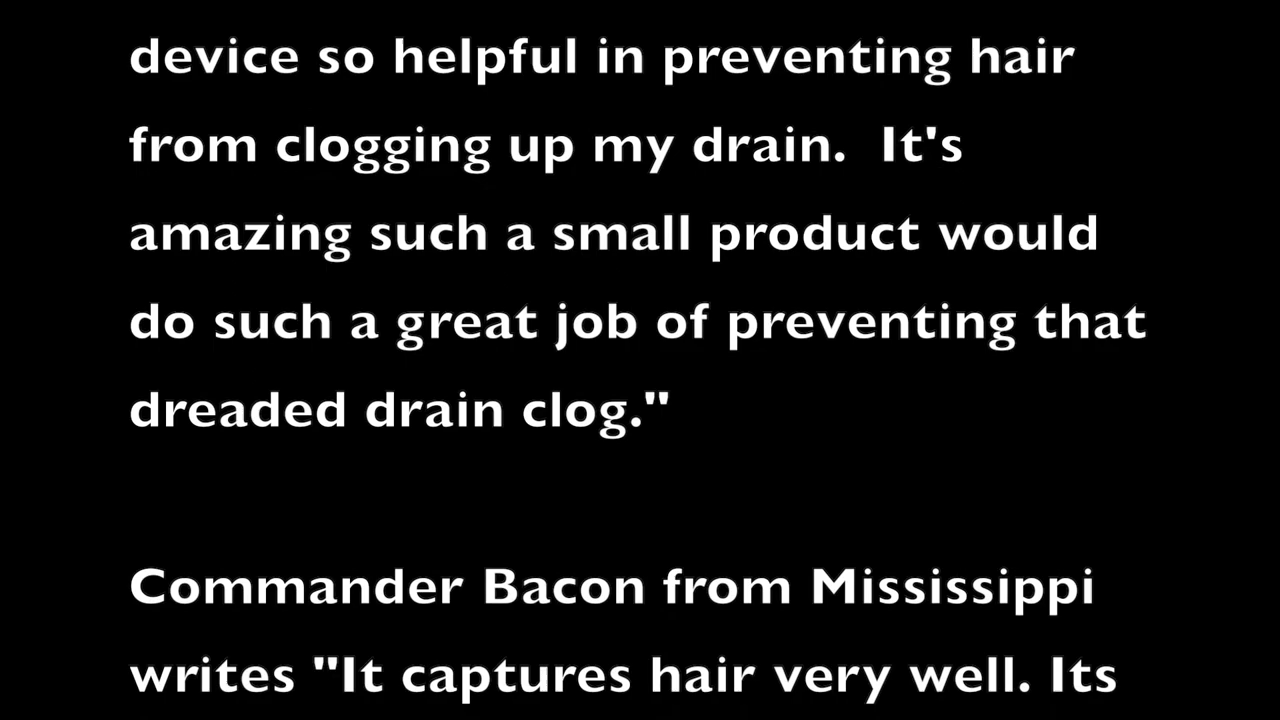 device so helpful in preventing hair
from clogging up my drain.  It's
amazing such a small product would
do such a great job of preventing that
dreaded drain clog."
Commander Bacon from Mississippi
writes "It captures hair very well. Its